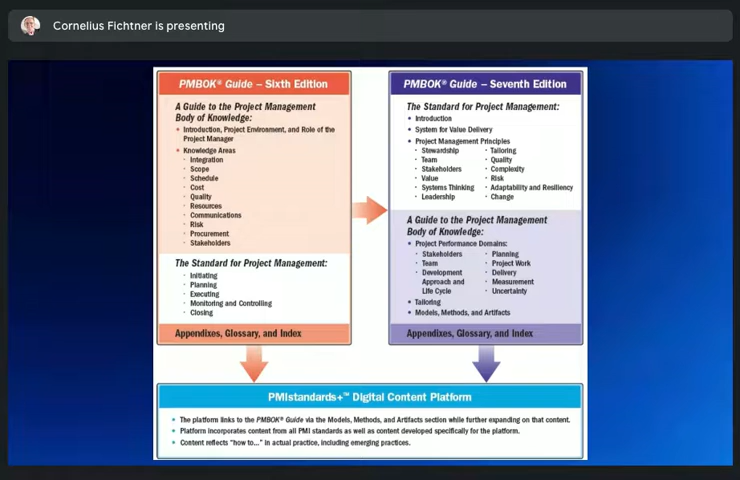 Cornelius Fichtner is presenting
PMBOK® Guide – Sixth Edition
A Guide to the Project Management
Body of Knowledge:
• Introduction, Project Environment, and Role of the
Project Manager
• Knowledge Areas
· Integration
· Scope
· Schedule
· Cost
· Quality
· Resources
· Communications
· Risk
· Procurement
· Stakeholders
The Standard for Project Management:
· Initiating
· Planning
· Executing
· Monitoring and Controlling
· Closing
Appendixes, Glossary, and Index
PMBOK® Guide – Seventh Edition
The Standard for Project Management:
• Introduction
• System for Value Delivery
• Project Management Principles
· Stewardship
· Team
· Stakeholders
· Value
· Systems Thinking
· Leadership
· Tailoring
· Quality
· Complexity
· Risk
· Adaptability and Resiliency
· Change
A Guide to the Project Management
Body of Knowledge:
• Project Performance Domains:
· Stakeholders
· Team
· Development
Approach and
Life Cycle
· Planning
· Project Work
· Delivery
· Measurement
· Uncertainty
• Tailoring
• Models, Methods, and Artifacts
Appendixes, Glossary, and Index
PMIstandards+™ Digital Content Platform
• The platform links to the PMBOK® Guide via the Models, Methods, and Artifacts section while further expanding on that content.
• Platform incorporates content from all PMI standards as well as content developed specifically for the platform.
• Content reflects “how to...” in actual practice, including emerging practices.